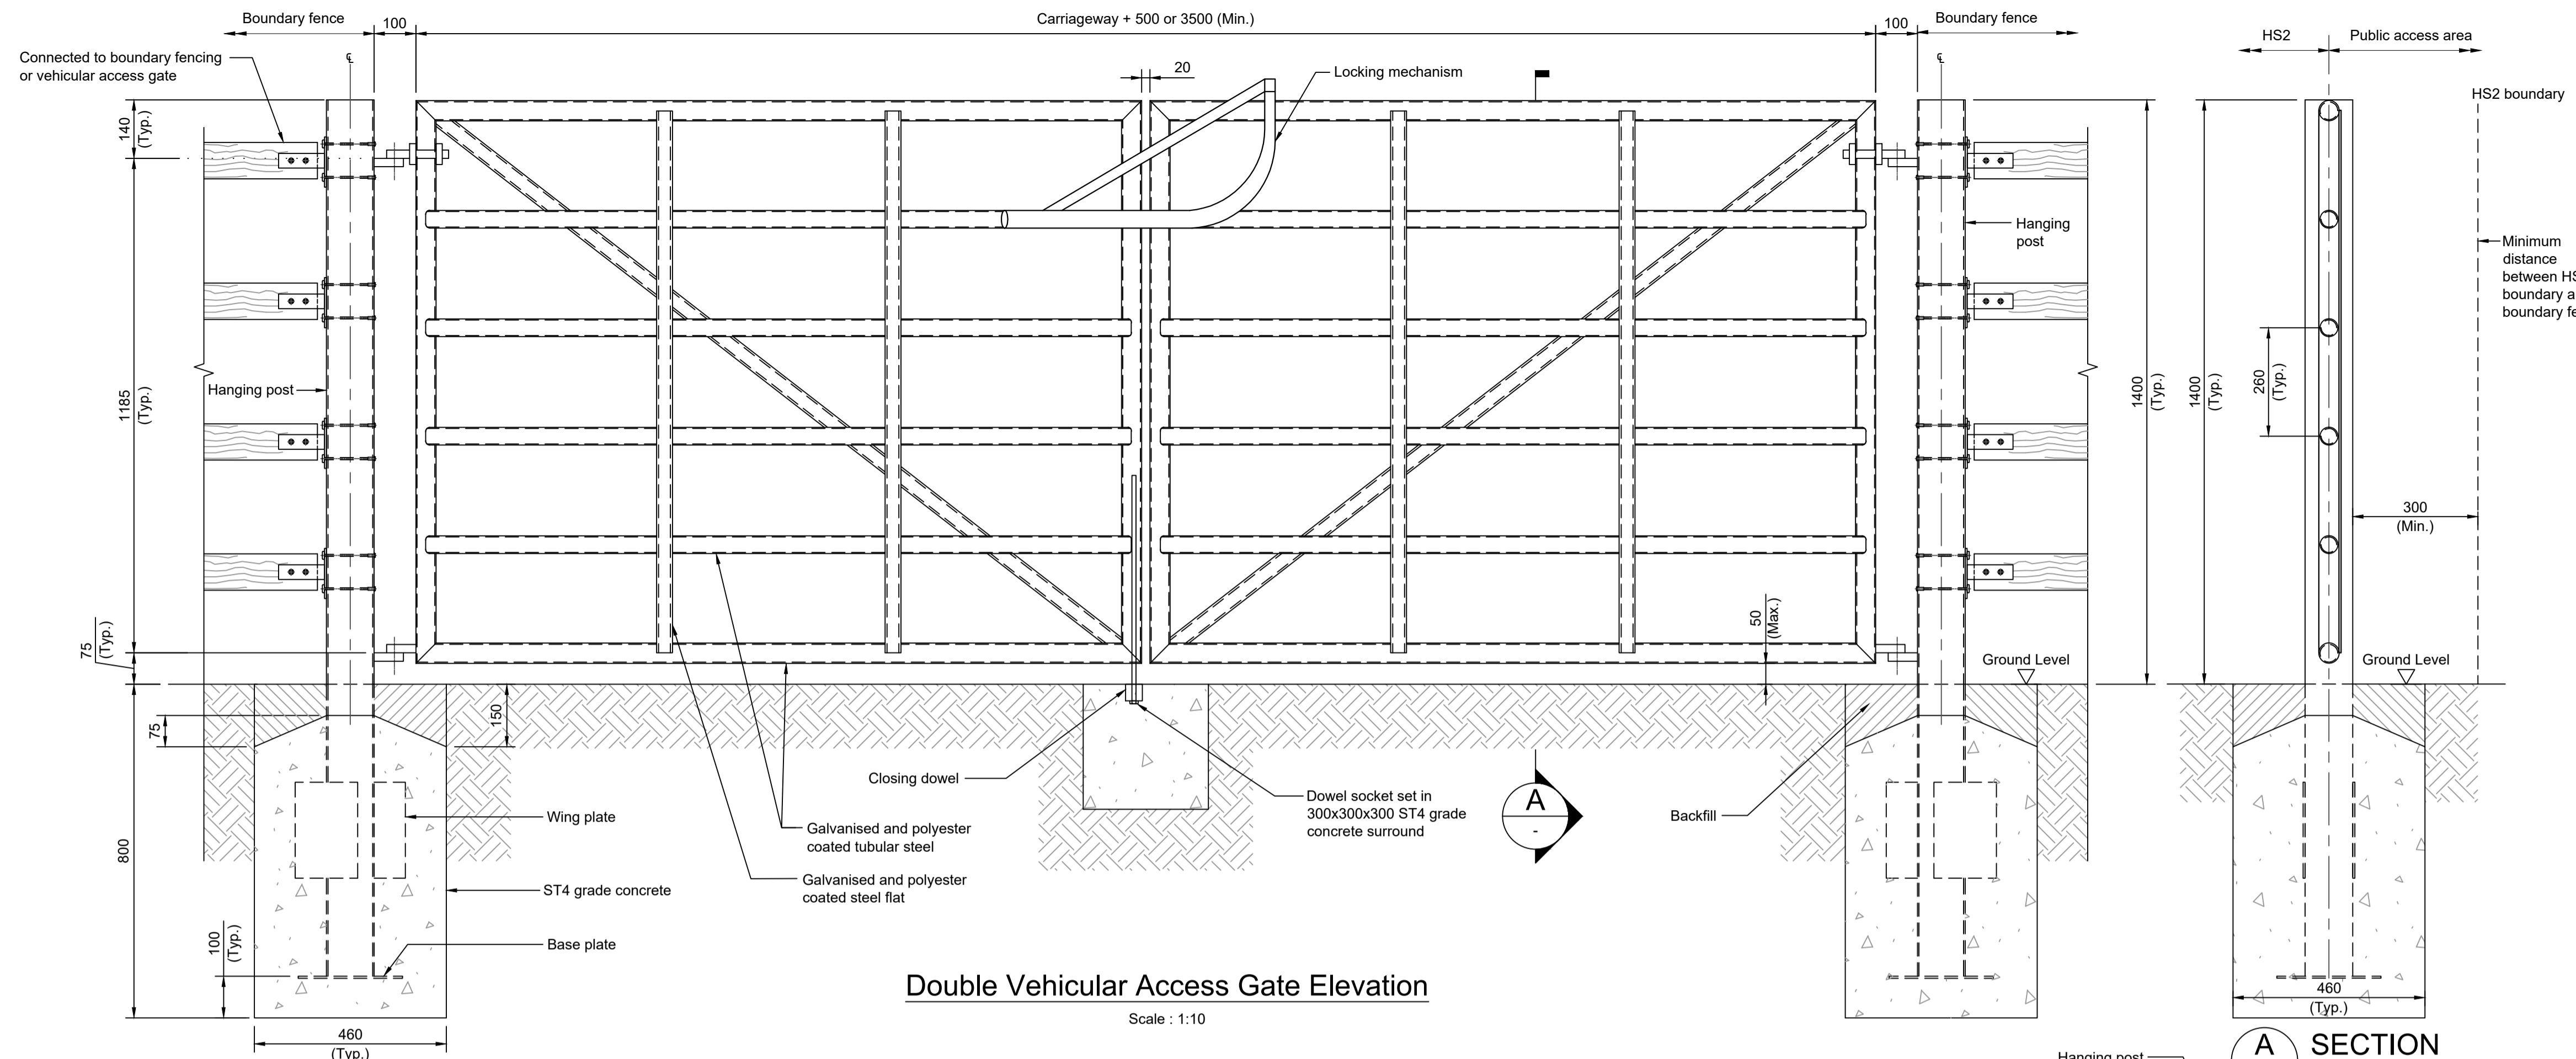 Boundary fence
100
Carriageway + 500 or 3500 (Min.)
100
Boundary fence
HS2
Public access area
Connected to boundary fencing
or vehicular access gate
℄
20
Locking mechanism
℄
HS2 boundary
140
(Typ.)
Hanging
post
Minimum
distance
between
boundary
boundary
1185
(Typ.)
Hanging post
1400
(Typ.)
1400
(Typ.)
260
(Typ.)
300
(Min.)
75
(Typ.)
50
(Max.)
Ground Level
Ground Level
75
150
Closing dowel
Dowel socket set in
300x300x300 ST4 grade
concrete surround
A
-
Backfill
Wing plate
Galvanised and polyester
coated tubular steel
800
ST4 grade concrete
Galvanised and polyester
coated steel flat
100
(Typ.)
Base plate
Double Vehicular Access Gate Elevation
Scale : 1:10
460
(Typ.)
460
(Typ.)
A
SECTION
Hanging post